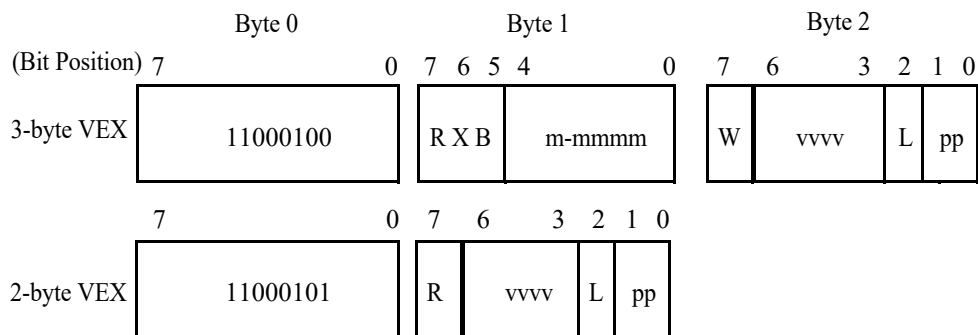 Byte 0 Byte 1 Byte 2
(Bit Position) 7 0 7 6 5 4 0 7 6 3 2 1 0
3-byte VEX 11000100 R X B m-mmmm W vvvv L pp
7 0 7 6 3 2 1 0
2-byte VEX 11000101 R vvvv L pp